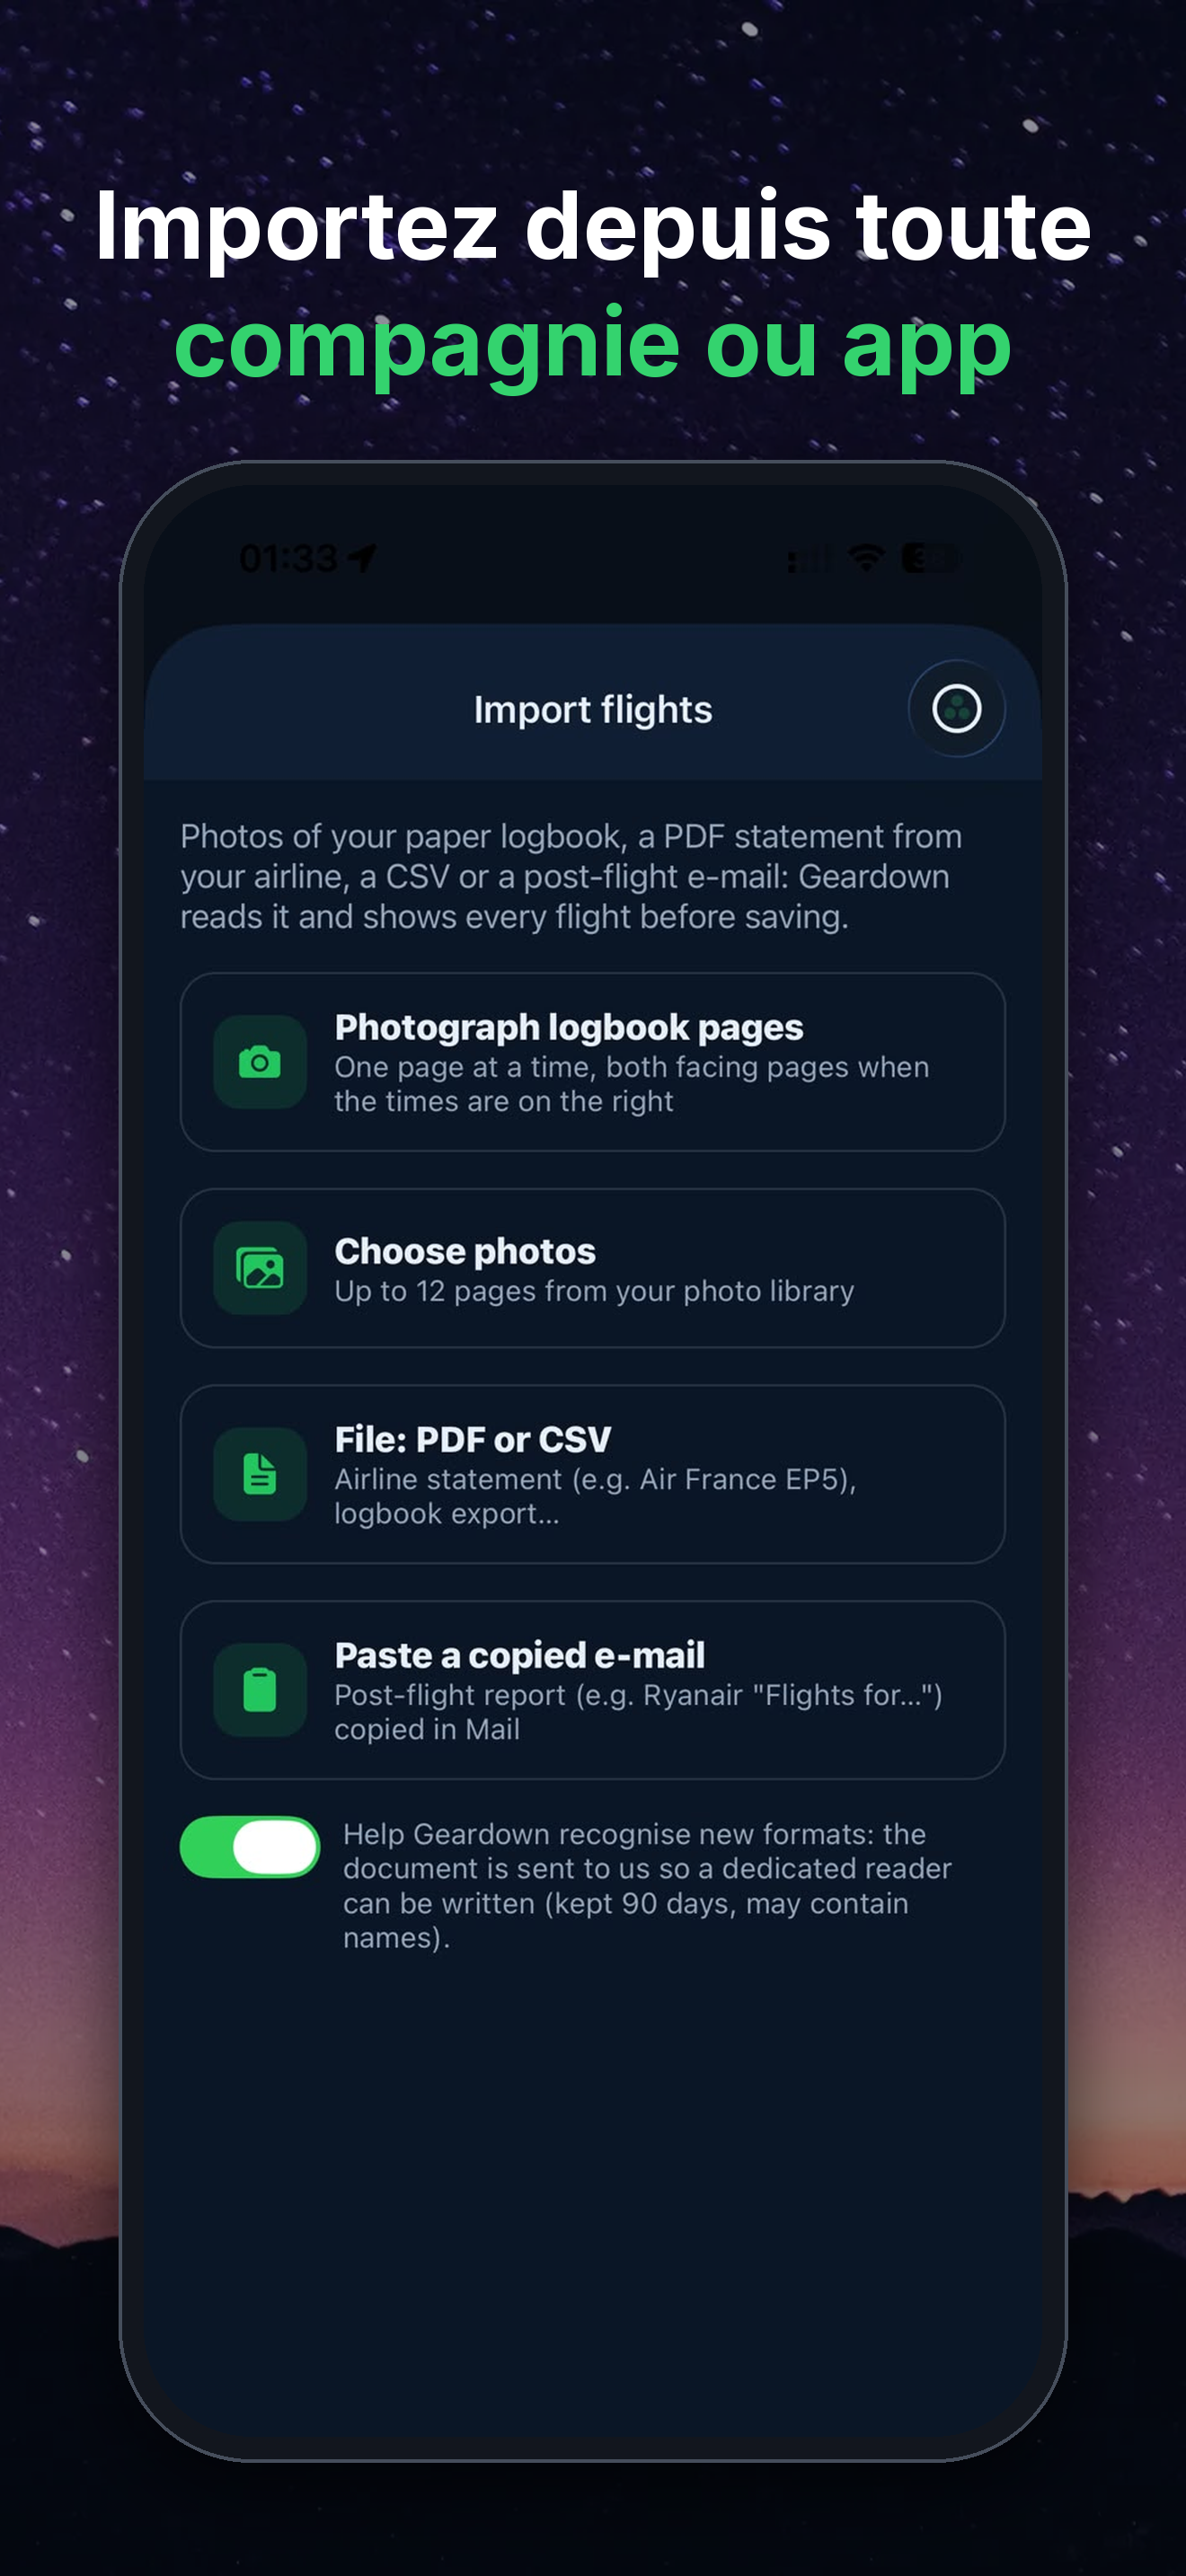 Importez depuis toute
compagnie ou app
01:33
Import flights
Photos of your paper logbook, a PDF statement from
your airline, a CSV or a post-flight e-mail: Geardown
reads it and shows every flight before saving.
Photograph logbook pages
One page at a time, both facing pages when
the times are on the right
Choose photos
Up to 12 pages from your photo library
File: PDF or CSV
Airline statement (e.g. Air France EP5),
logbook export...
Paste a copied e-mail
Post-flight report (e.g. Ryanair "Flights for...")
copied in Mail
Help Geardown recognise new formats: the
document is sent to us so a dedicated reader
can be written (kept 90 days, may contain
names).